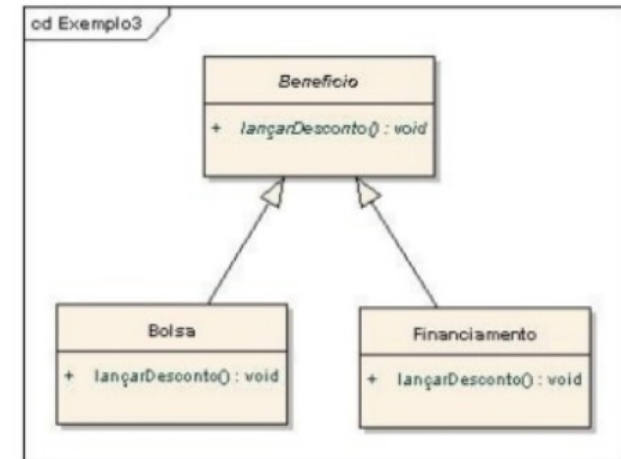 cd Exemplo3
Beneficio
+ lançarDesconto() : void
Bolsa
+ lançarDesconto() : void
Financiamento
+ lançarDesconto() : void